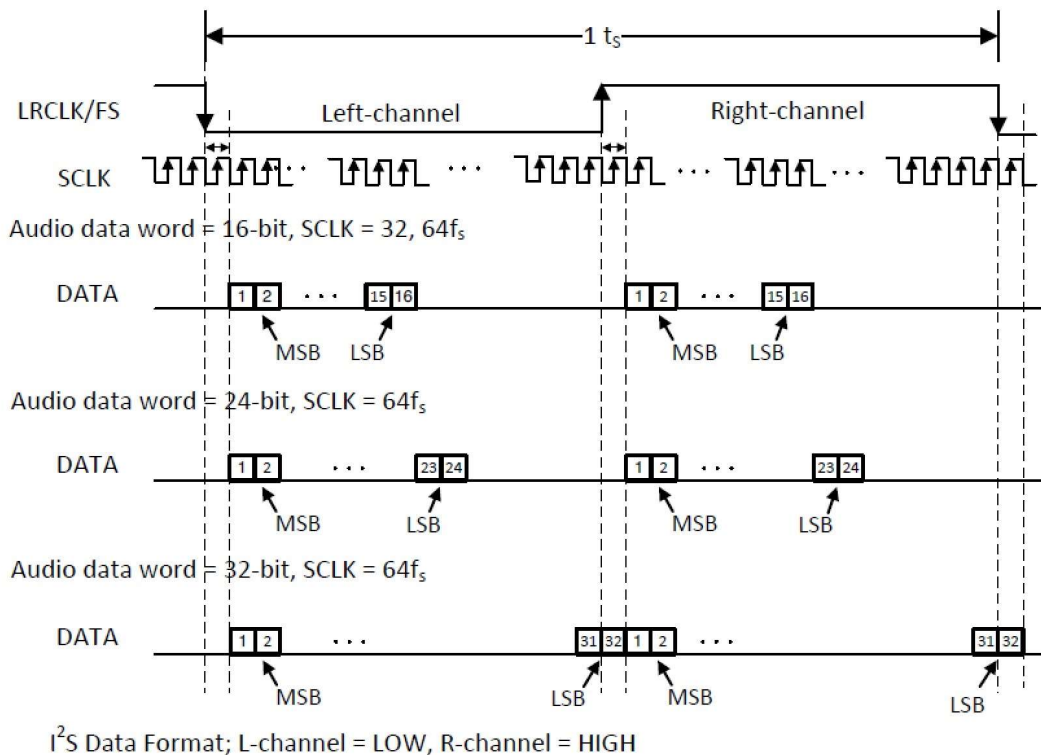 1 tS
LRCLK/FS
Left-channel
Right-channel
SCLK
Audio data word = 16-bit, SCLK = 32, 64fs
DATA
1 2 ... 15 16 1 2 ... 15 16
MSB LSB MSB LSB
Audio data word = 24-bit, SCLK = 64fs
DATA
1 2 ... 23 24 1 2 ... 23 24
MSB LSB MSB LSB
Audio data word = 32-bit, SCLK = 64fs
DATA
1 2 ... 31 32 1 2 ... 31 32
MSB LSB MSB LSB
I²S Data Format; L-channel = LOW, R-channel = HIGH